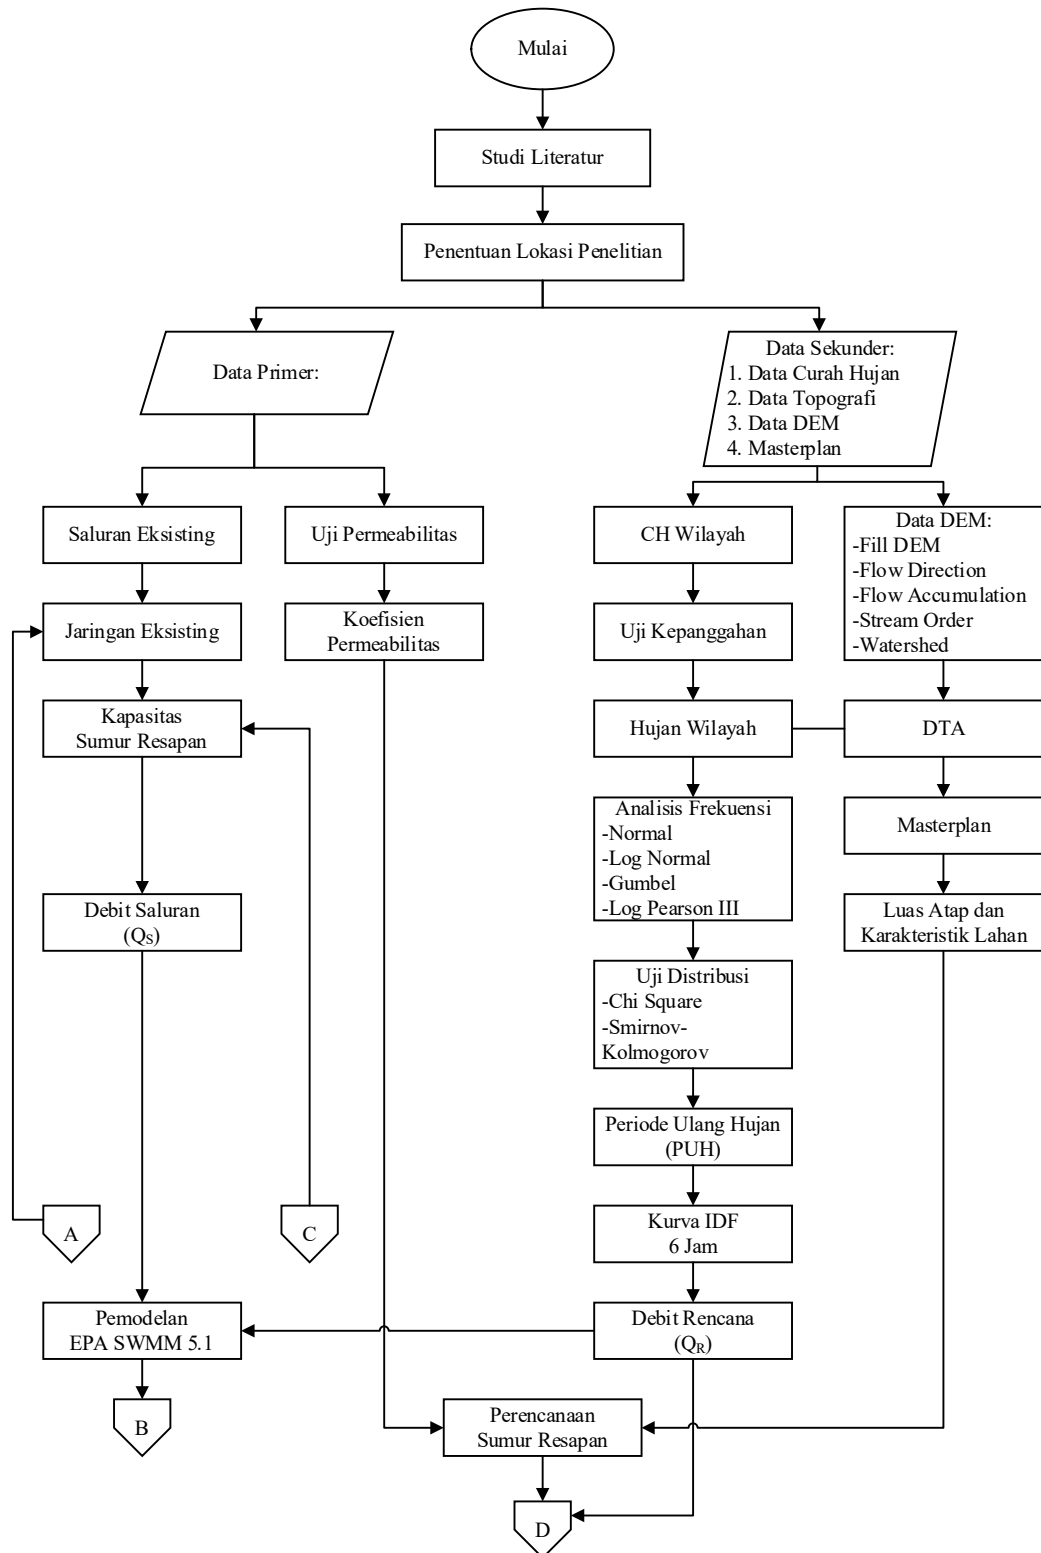 Mulai
Studi Literatur
Penentuan Lokasi Penelitian
Data Primer:
Data Sekunder:
1. Data Curah Hujan
2. Data Topografi
3. Data DEM
4. Masterplan
Saluran Eksisting
Uji Permeabilitas
CH Wilayah
Data DEM:
-Fill DEM
-Flow Direction
-Flow Accumulation
-Stream Order
-Watershed
Jaringan Eksisting
Koefisien
Permeabilitas
Uji Kepanggahan
Kapasitas
Sumur Resapan
Hujan Wilayah
DTA
Analisis Frekuensi
-Normal
-Log Normal
-Gumbel
-Log Pearson III
Masterplan
Debit Saluran
(QS)
Luas Atap dan
Karakteristik Lahan
Uji Distribusi
-Chi Square
-Smirnov-
Kolmogorov
Periode Ulang Hujan
(PUH)
A
C
Kurva IDF
6 Jam
Pemodelan
EPA SWMM 5.1
Debit Rencana
(QR)
B
Perencanaan
Sumur Resapan
D